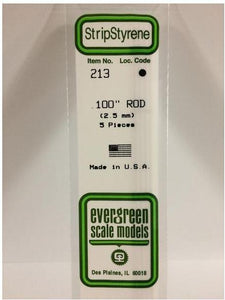 StripStyrene
Item No. Loc. Code
213
.100" ROD
(2.5 mm)
5 Pieces
Made in U.S.A.
evergreen
scale models
Des Plaines, IL 60018